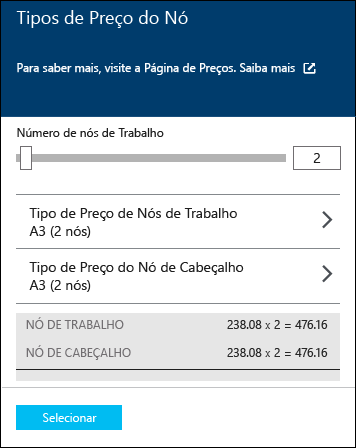 Tipos de Preço do Nó
Para saber mais, visite a Página de Preços. Saiba mais
Número de nós de Trabalho
2
Tipo de Preço de Nós de Trabalho
A3 (2 nós)
Tipo de Preço do Nó de Cabeçalho
A3 (2 nós)
NÓ DE TRABALHO 238.08 x 2 = 476.16
NÓ DE CABEÇALHO 238.08 x 2 = 476.16
Selecionar